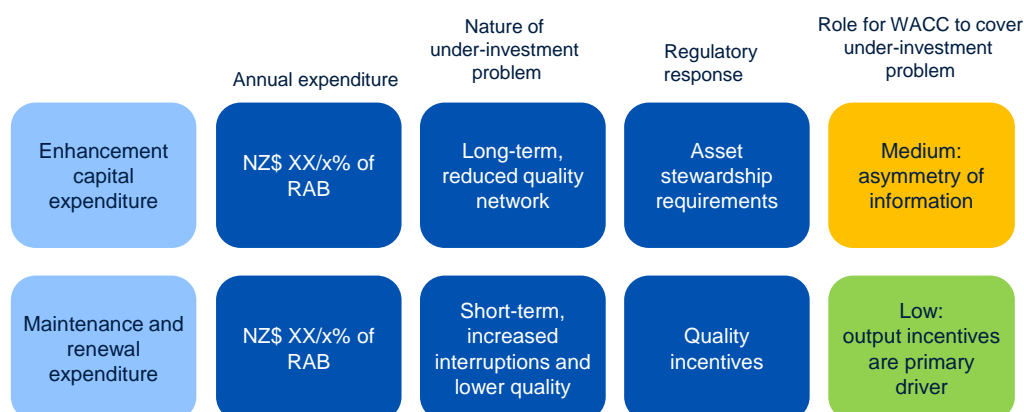 Annual expenditure
Nature of
under-investment
problem
Regulatory
response
Role for WACC to cover
under-investment
problem
Enhancement
capital
expenditure
NZ$ XX/x% of
RAB
Long-term,
reduced quality
network
Asset
stewardship
requirements
Medium:
asymmetry of
information
Maintenance and
renewal
expenditure
NZ$ XX/x% of
RAB
Short-term,
increased
interruptions and
lower quality
Quality
incentives
Low:
output incentives
are primary
driver